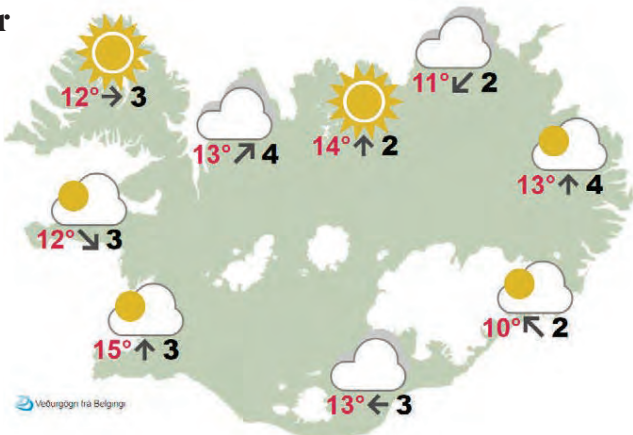 r
12° → 3
11° ↙ 2
13° ↗ 4
14° ↑ 2
13° ↑ 4
12° ↘ 3
10° ↖ 2
15° ↑ 3
13° ← 3
Veðurgögn frá Belgingi